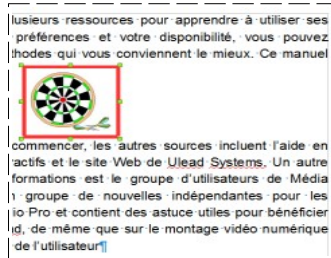 lusieurs ressources pour apprendre à utiliser ses
préférences et votre disponibilité, vous pouvez
thodes qui vous conviennent le mieux. Ce manuel
commencer, les autres sources incluent l'aide en
actifs et le site Web de Ulead Systems. Un autre
formations est le groupe d'utilisateurs de Média
groupe de nouvelles indépendantes pour les
io Pro et contient des astuces utiles pour bénéficier
d, de même que sur le montage vidéo numérique
de l'utilisateur¶